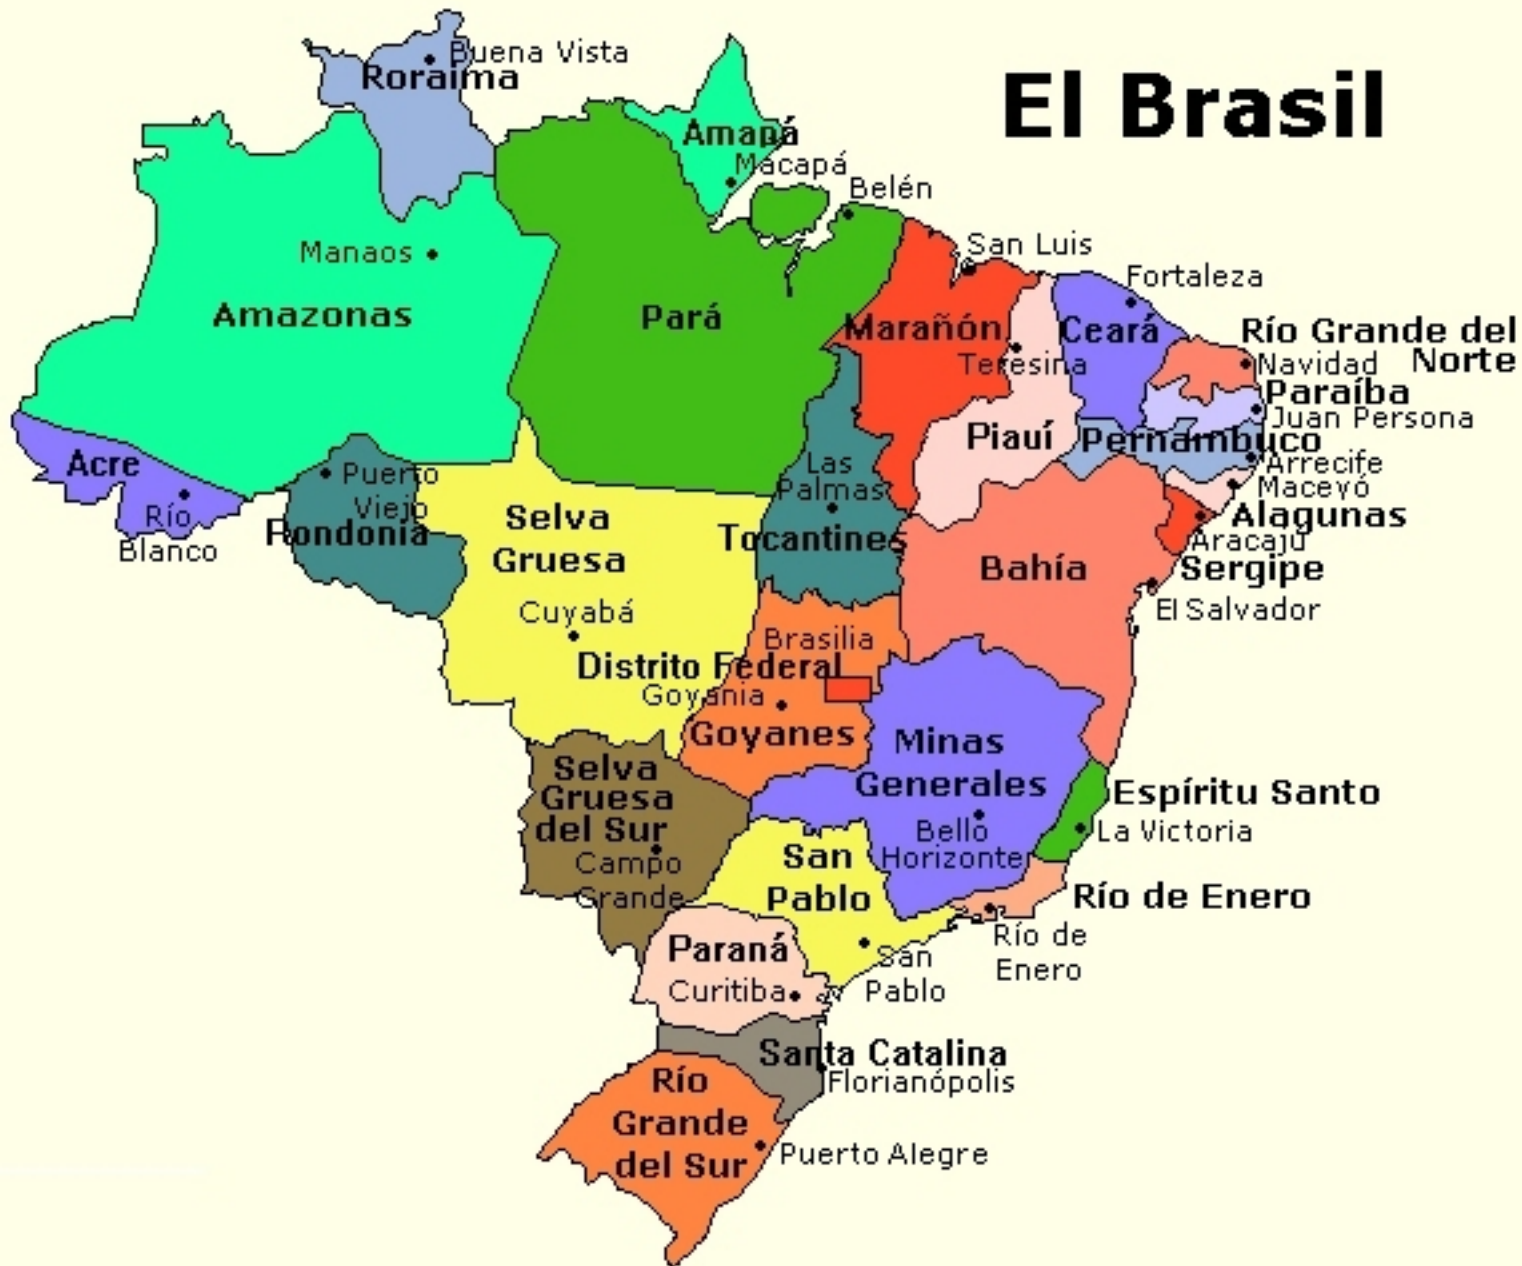 El Brasil
Buena Vista
Roraima
Amapá
Macapá
Belén
Manaos
Amazonas
Pará
San Luis
Fortaleza
Marañón
Teresina
Ceará
Río Grande del
Norte
Navidad
Paraíba
Juan Persona
Piauí
Pernambuco
Arrecife
Maceyó
Alagunas
Aracajú
Sergipe
El Salvador
Acre
Río
Blanco
Puerto
Viejo
Rondonia
Selva
Gruesa
Cuyabá
Las
Palmas
Tocantines
Bahía
Brasilia
Distrito Federal
Goyania
Goyanes
Minas
Generales
Bello
Horizonte
Espíritu Santo
La Victoria
Selva
Gruesa
del Sur
Campo
Grande
San
Pablo
San
Pablo
Río de Enero
Río de
Enero
Paraná
Curitiba
Santa Catalina
Florianópolis
Río
Grande
del Sur
Puerto Alegre